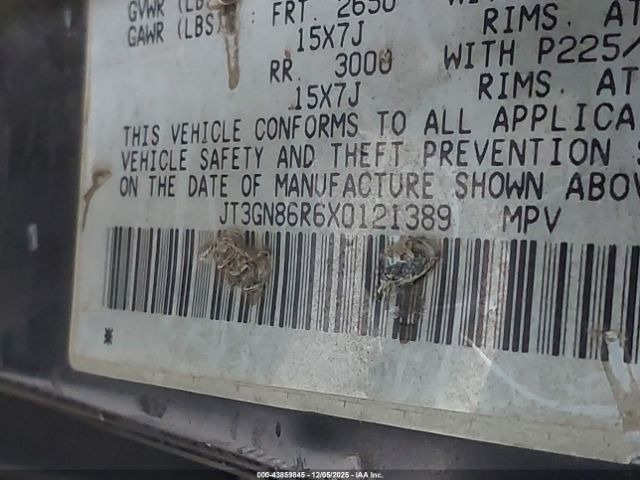 GVWR (LBS
GAWR (LBS) FRT. 2650
RIMS. AT
15X7J WITH P225/
RR. 3000 RIMS. AT
15X7J
THIS VEHICLE CONFORMS TO ALL APPLICA
VEHICLE SAFETY AND THEFT PREVENTION S
ON THE DATE OF MANUFACTURE SHOWN ABOV
JT3GN86R6X0121389 MPV
*
000-43859845 - 12/05/2025 - IAA Inc.